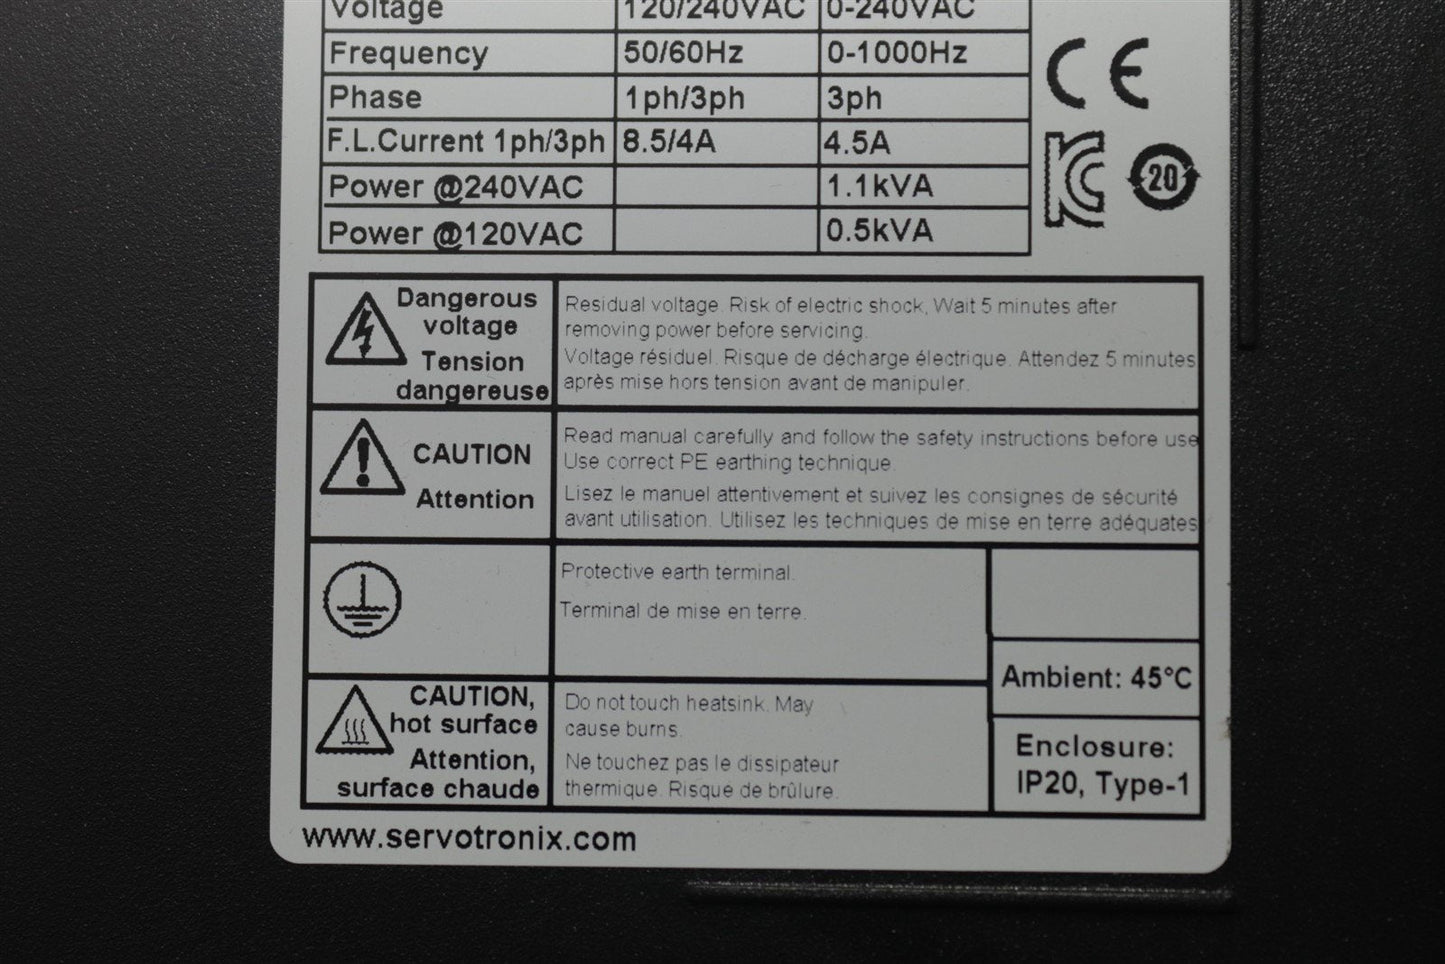 Voltage 120/240VAC 0-240VAC
Frequency 50/60Hz 0-1000Hz
Phase 1ph/3ph 3ph
F.L.Current 1ph/3ph 8.5/4A 4.5A
Power @240VAC 1.1kVA
Power @120VAC 0.5kVA
CE
KC
20
Dangerous
voltage
Tension
dangereuse
Residual voltage. Risk of electric shock, Wait 5 minutes after
removing power before servicing.
Voltage résiduel. Risque de décharge électrique. Attendez 5 minutes
après mise hors tension avant de manipuler.
CAUTION
Attention
Read manual carefully and follow the safety instructions before use
Use correct PE earthing technique.
Lisez le manuel attentivement et suivez les consignes de sécurité
avant utilisation. Utilisez les techniques de mise en terre adéquates
Protective earth terminal.
Terminal de mise en terre.
Ambient: 45°C
CAUTION,
hot surface
Attention,
surface chaude
Do not touch heatsink. May
cause burns.
Ne touchez pas le dissipateur
thermique. Risque de brûlure.
Enclosure:
IP20, Type-1
www.servotronix.com